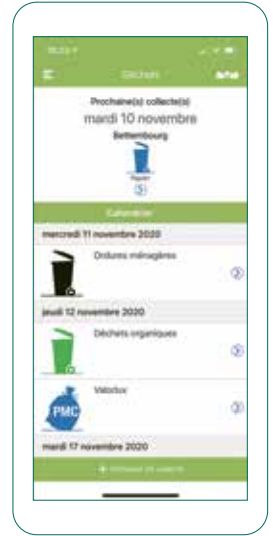 Déchets
Prochaine(s) collecte(s)
mardi 10 novembre
Bettembourg
Papier
Calendrier
mercredi 11 novembre 2020
Ordures ménagères
jeudi 12 novembre 2020
Déchets organiques
Valorlux
PMC
mardi 17 novembre 2020